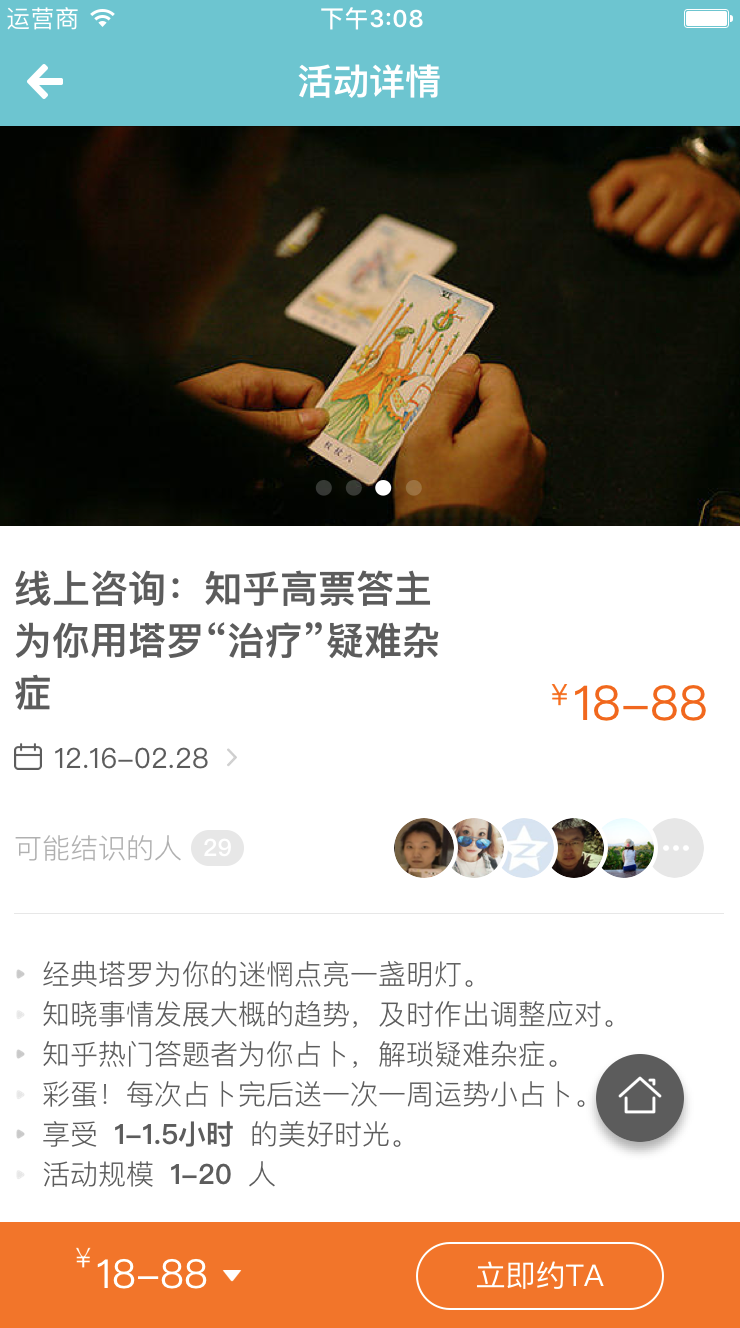 运营商 下午3:08
活动详情
VI
权杖六
线上咨询：知乎高票答主
为你用塔罗“治疗”疑难杂
症
¥18-88
12.16-02.28
可能结识的人 29
经典塔罗为你的迷惘点亮一盏明灯。
知晓事情发展大概的趋势，及时作出调整应对。
知乎热门答题者为你占卜，解琐疑难杂症。
彩蛋！每次占卜完后送一次一周运势小占卜。
享受 1-1.5小时 的美好时光。
活动规模 1-20 人
¥18-88 立即约TA